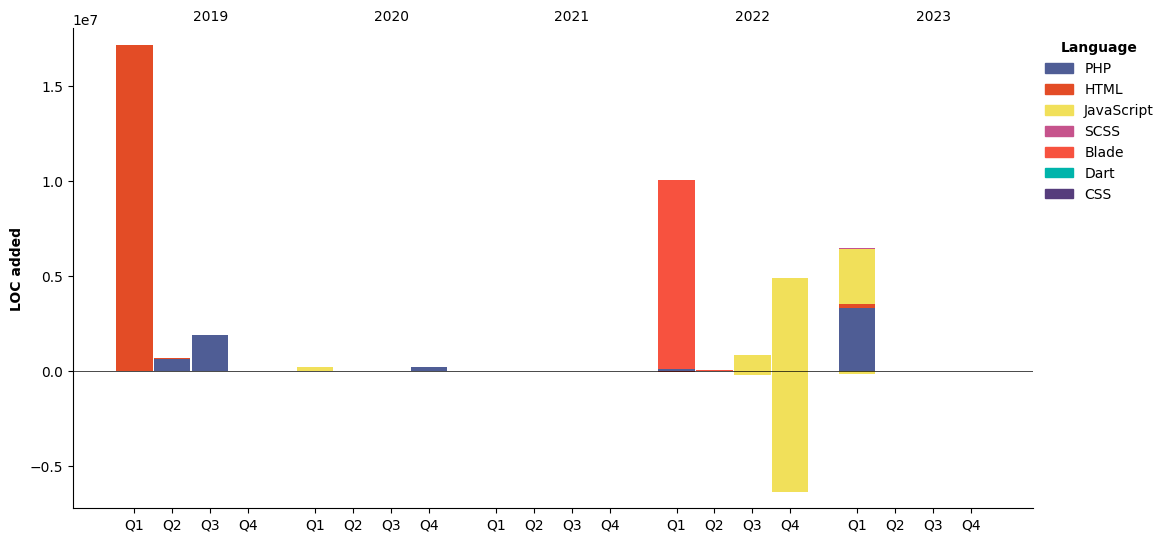 1e7
2019 2020 2021 2022 2023
1.5
1.0
0.5
0.0
−0.5
LOC added
Q1 Q2 Q3 Q4 Q1 Q2 Q3 Q4 Q1 Q2 Q3 Q4 Q1 Q2 Q3 Q4 Q1 Q2 Q3 Q4
Language
PHP
HTML
JavaScript
SCSS
Blade
Dart
CSS